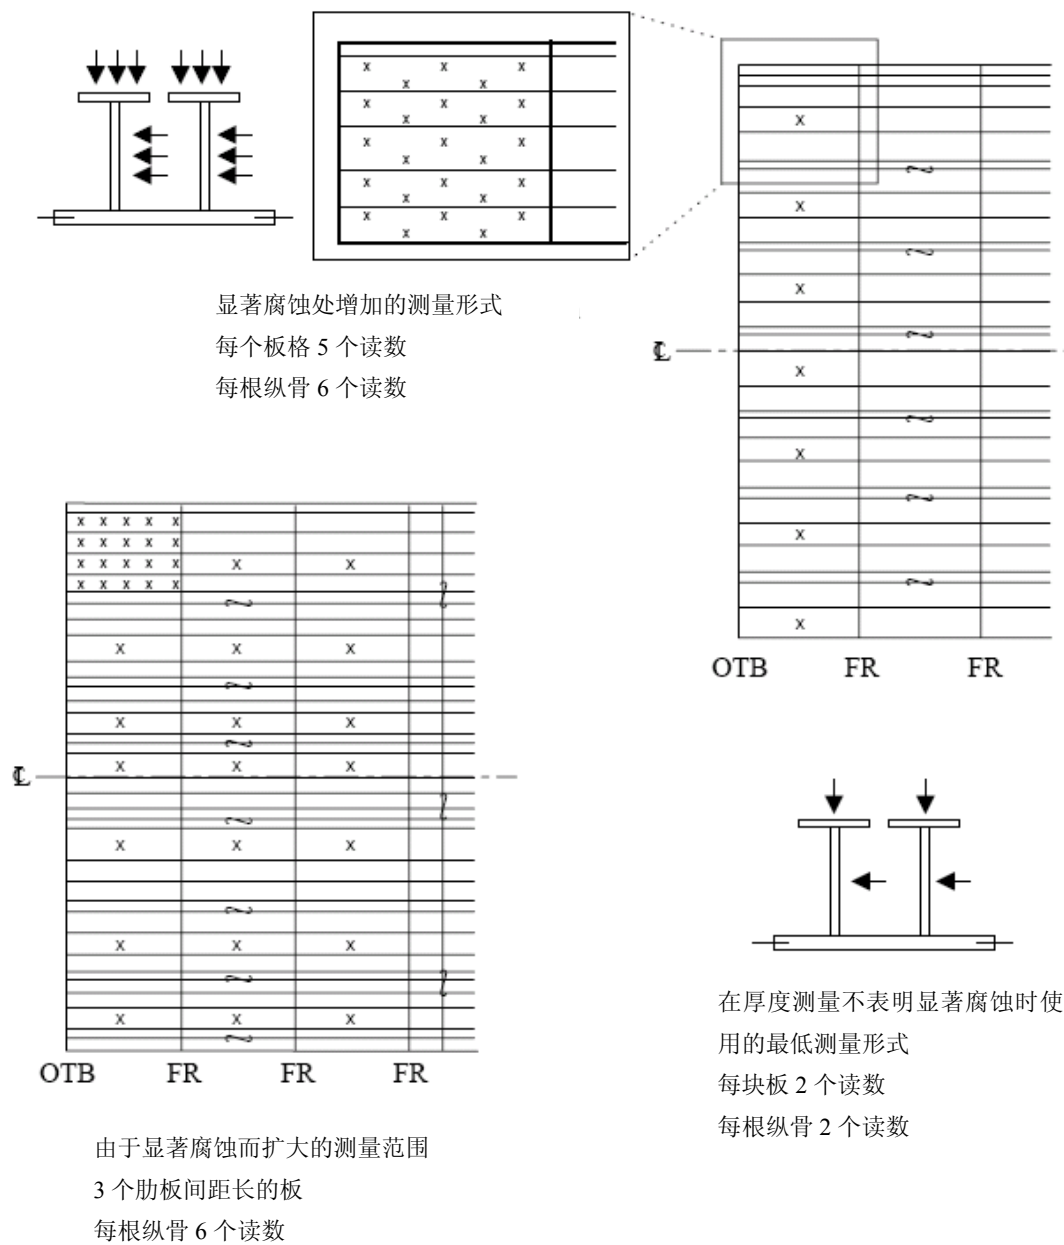 显著腐蚀处增加的测量形式
每个板格 5 个读数
每根纵骨 6 个读数
℄
OTB FR FR
℄
OTB FR FR FR
在厚度测量不表明显著腐蚀时使
用的最低测量形式
每块板 2 个读数
每根纵骨 2 个读数
由于显著腐蚀而扩大的测量范围
3 个肋板间距长的板
每根纵骨 6 个读数